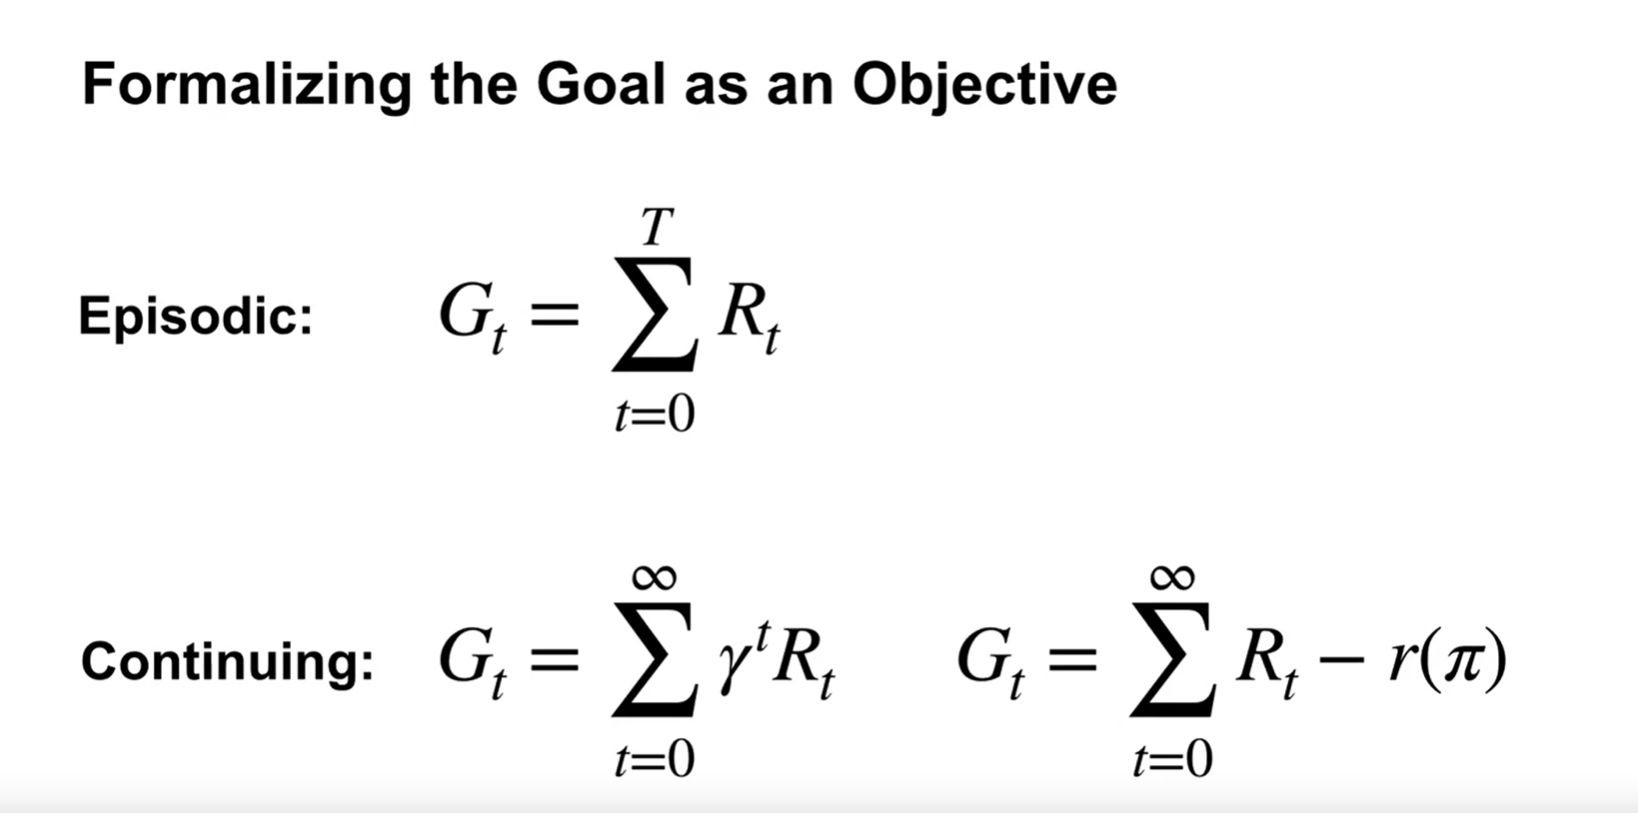 Formalizing the Goal as an Objective
Episodic: G_t = \sum_{t=0}^{T} R_t
Continuing: G_t = \sum_{t=0}^{\infty} \gamma^t R_t    G_t = \sum_{t=0}^{\infty} R_t - r(\pi)